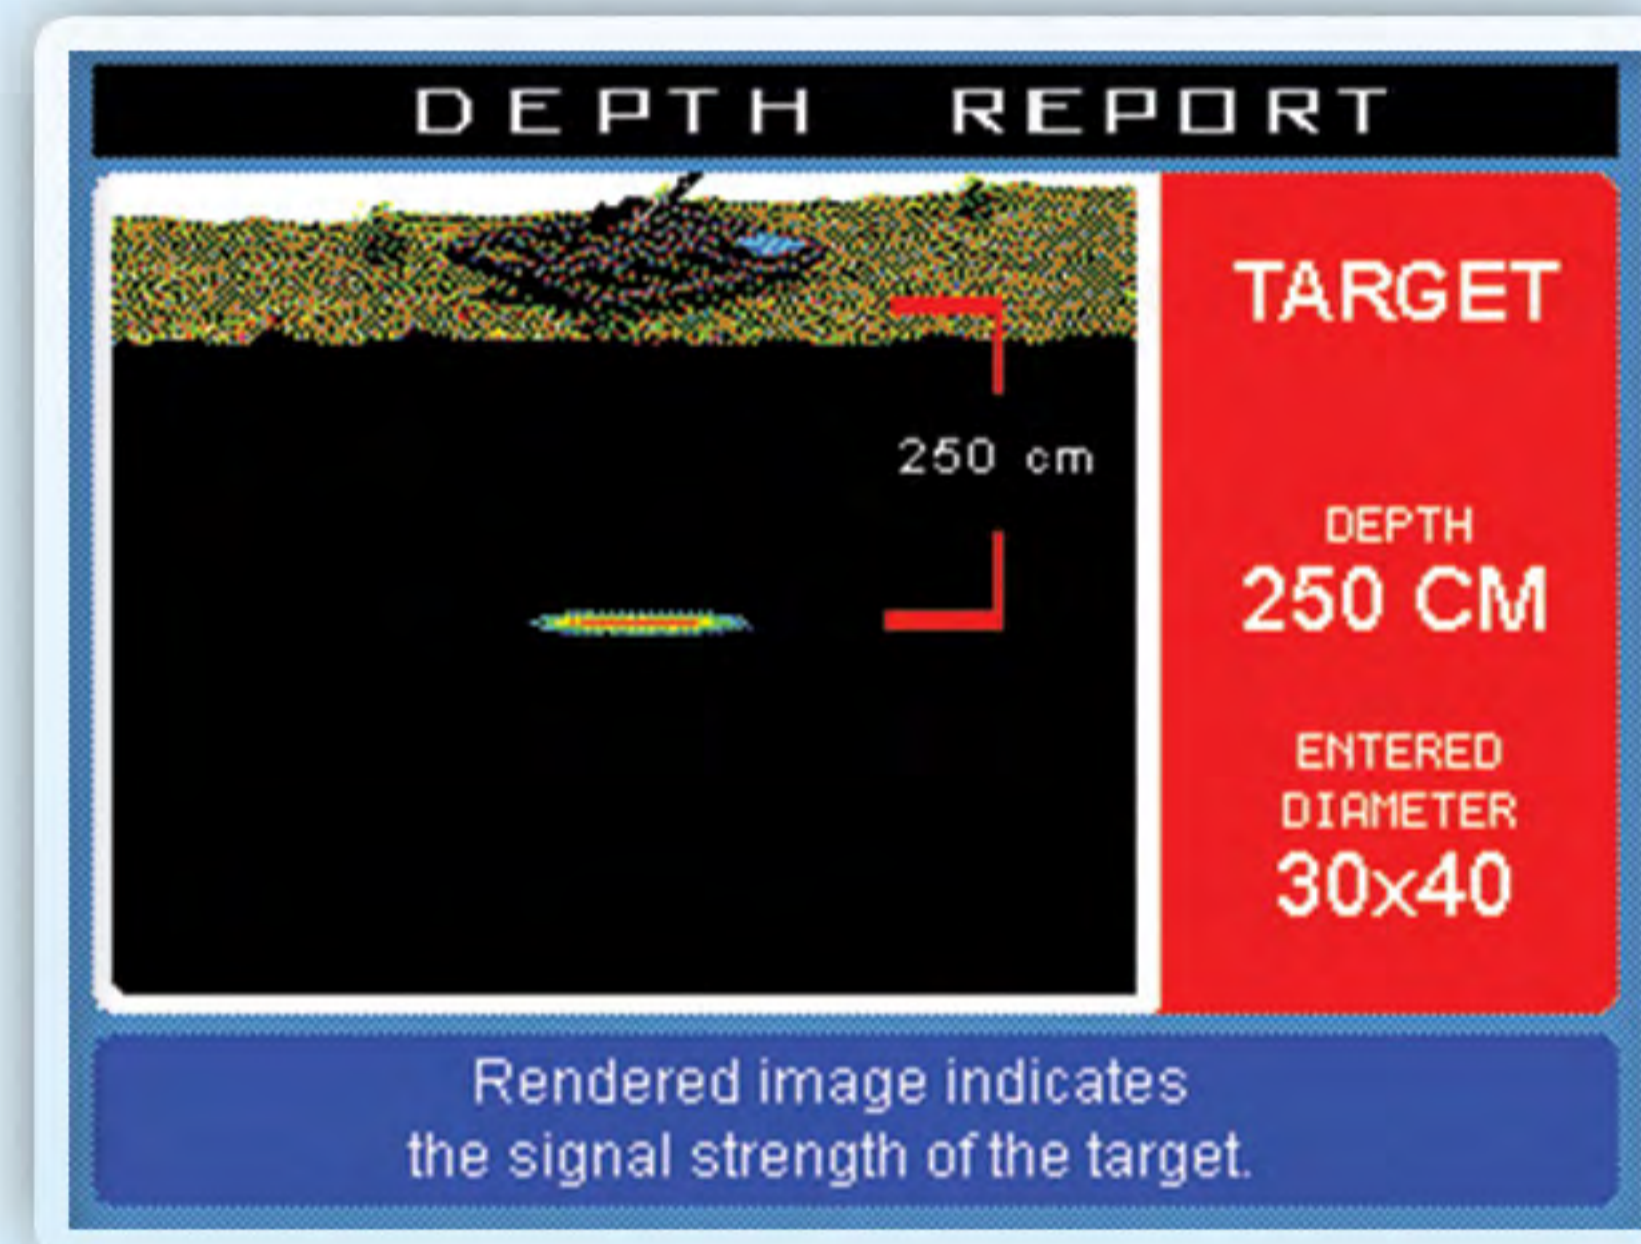 DEPTH REPORT
250 cm
TARGET
DEPTH
250 CM
ENTERED
DIAMETER
30x40
Rendered image indicates
the signal strength of the target.